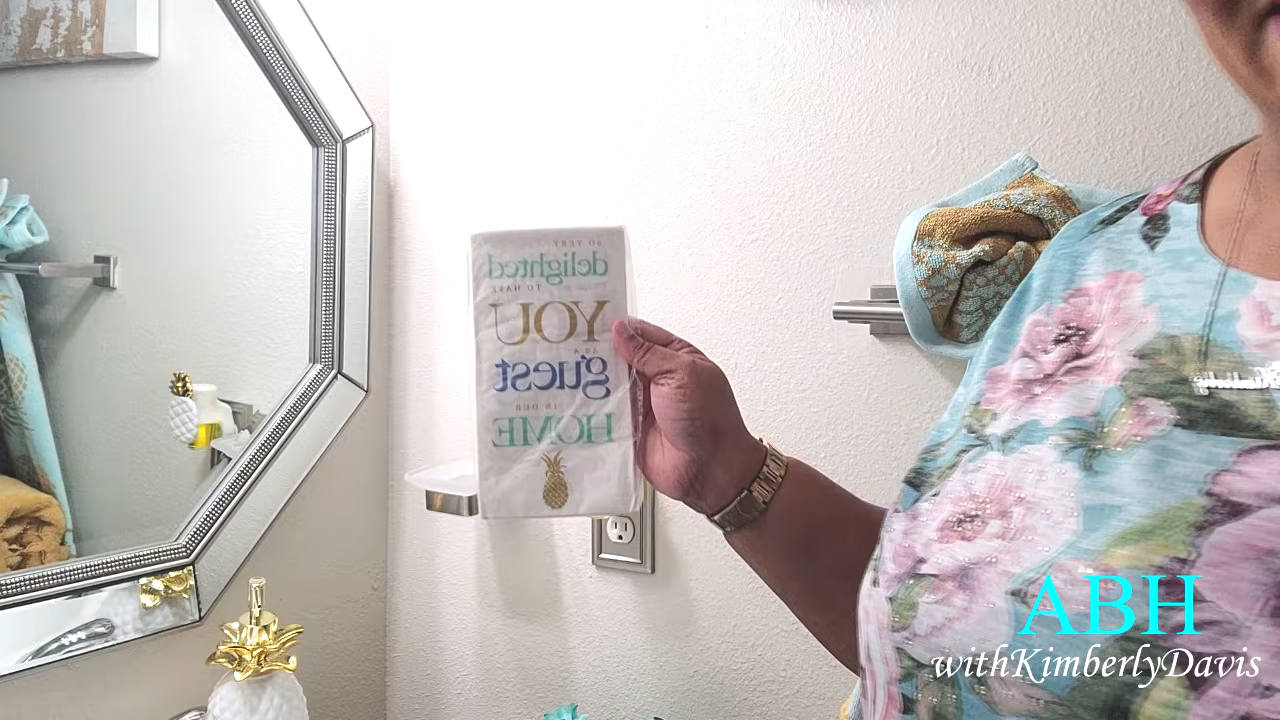 SO VERY
delighted
TO HAVE
YOU
AS A
guest
IN OUR
HOME
ABH
withKimberlyDavis